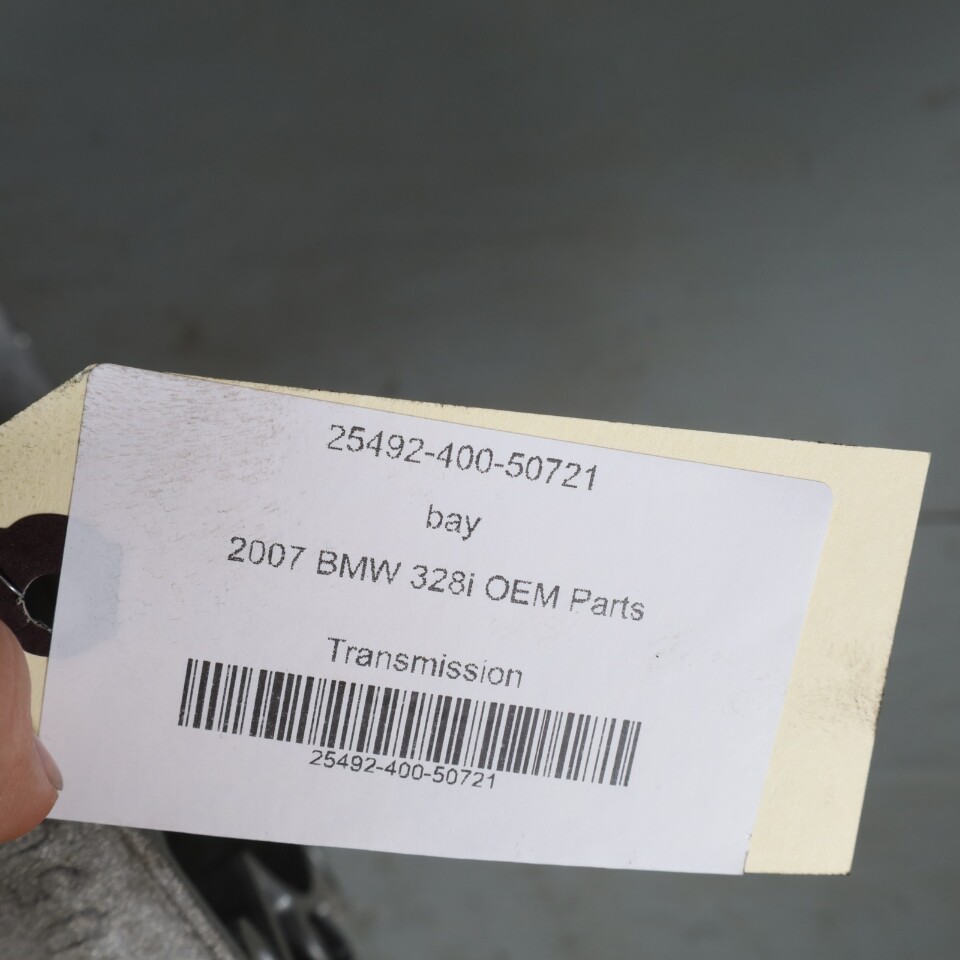 25492-400-50721
bay
2007 BMW 328i OEM Parts
Transmission
25492-400-50721